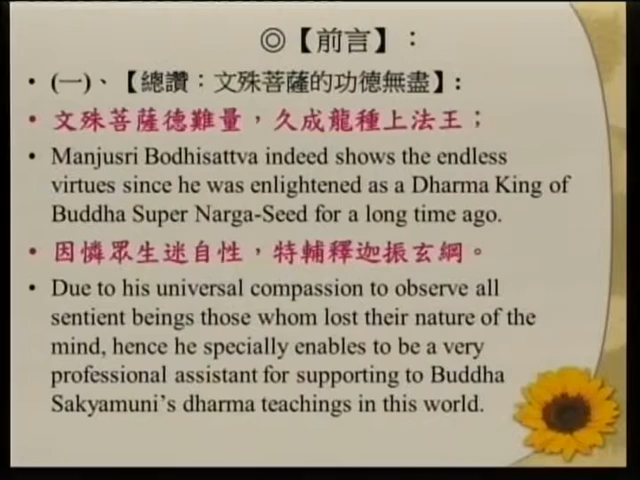 ◎【前言】：
• (一)、【總讚：文殊菩薩的功德無盡】：
• 文殊菩薩德難量，久成龍種上法王；
• Manjusri Bodhisattva indeed shows the endless
virtues since he was enlightened as a Dharma King of
Buddha Super Narga-Seed for a long time ago.
• 因憐眾生迷自性，特輔釋迦振玄綱。
• Due to his universal compassion to observe all
sentient beings those whom lost their nature of the
mind, hence he specially enables to be a very
professional assistant for supporting to Buddha
Sakyamuni’s dharma teachings in this world.